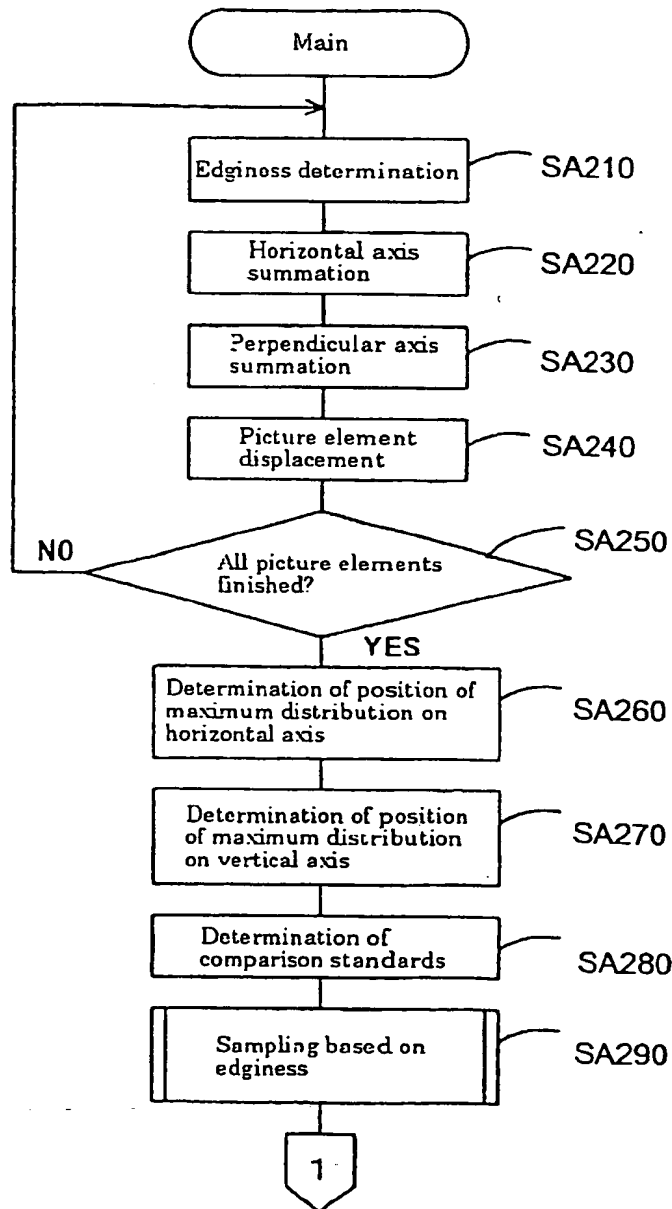 Main
Edginoss determination
SA210
Horizontal axis
summation
SA220
Perpendicular axis
summation
SA230
Picture element
displacement
SA240
All picture elements
finished?
SA250
NO
YES
Determination of position of
maximum distribution on
horizontal axis
SA260
Determination of position
of maximum distribution
on vertical axis
SA270
Determination of
comparison standards
SA280
Sampling based on
edginess
SA290
1